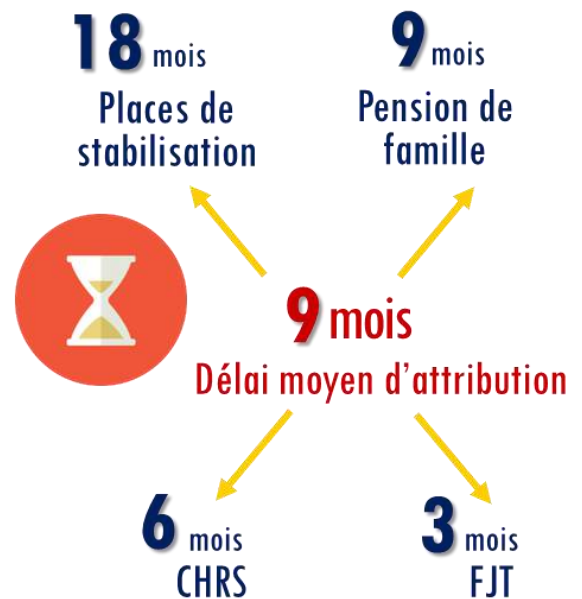 18 mois
Places de
stabilisation
9 mois
Pension de
famille
9 mois
Délai moyen d'attribution
6 mois
CHRS
3 mois
FJT